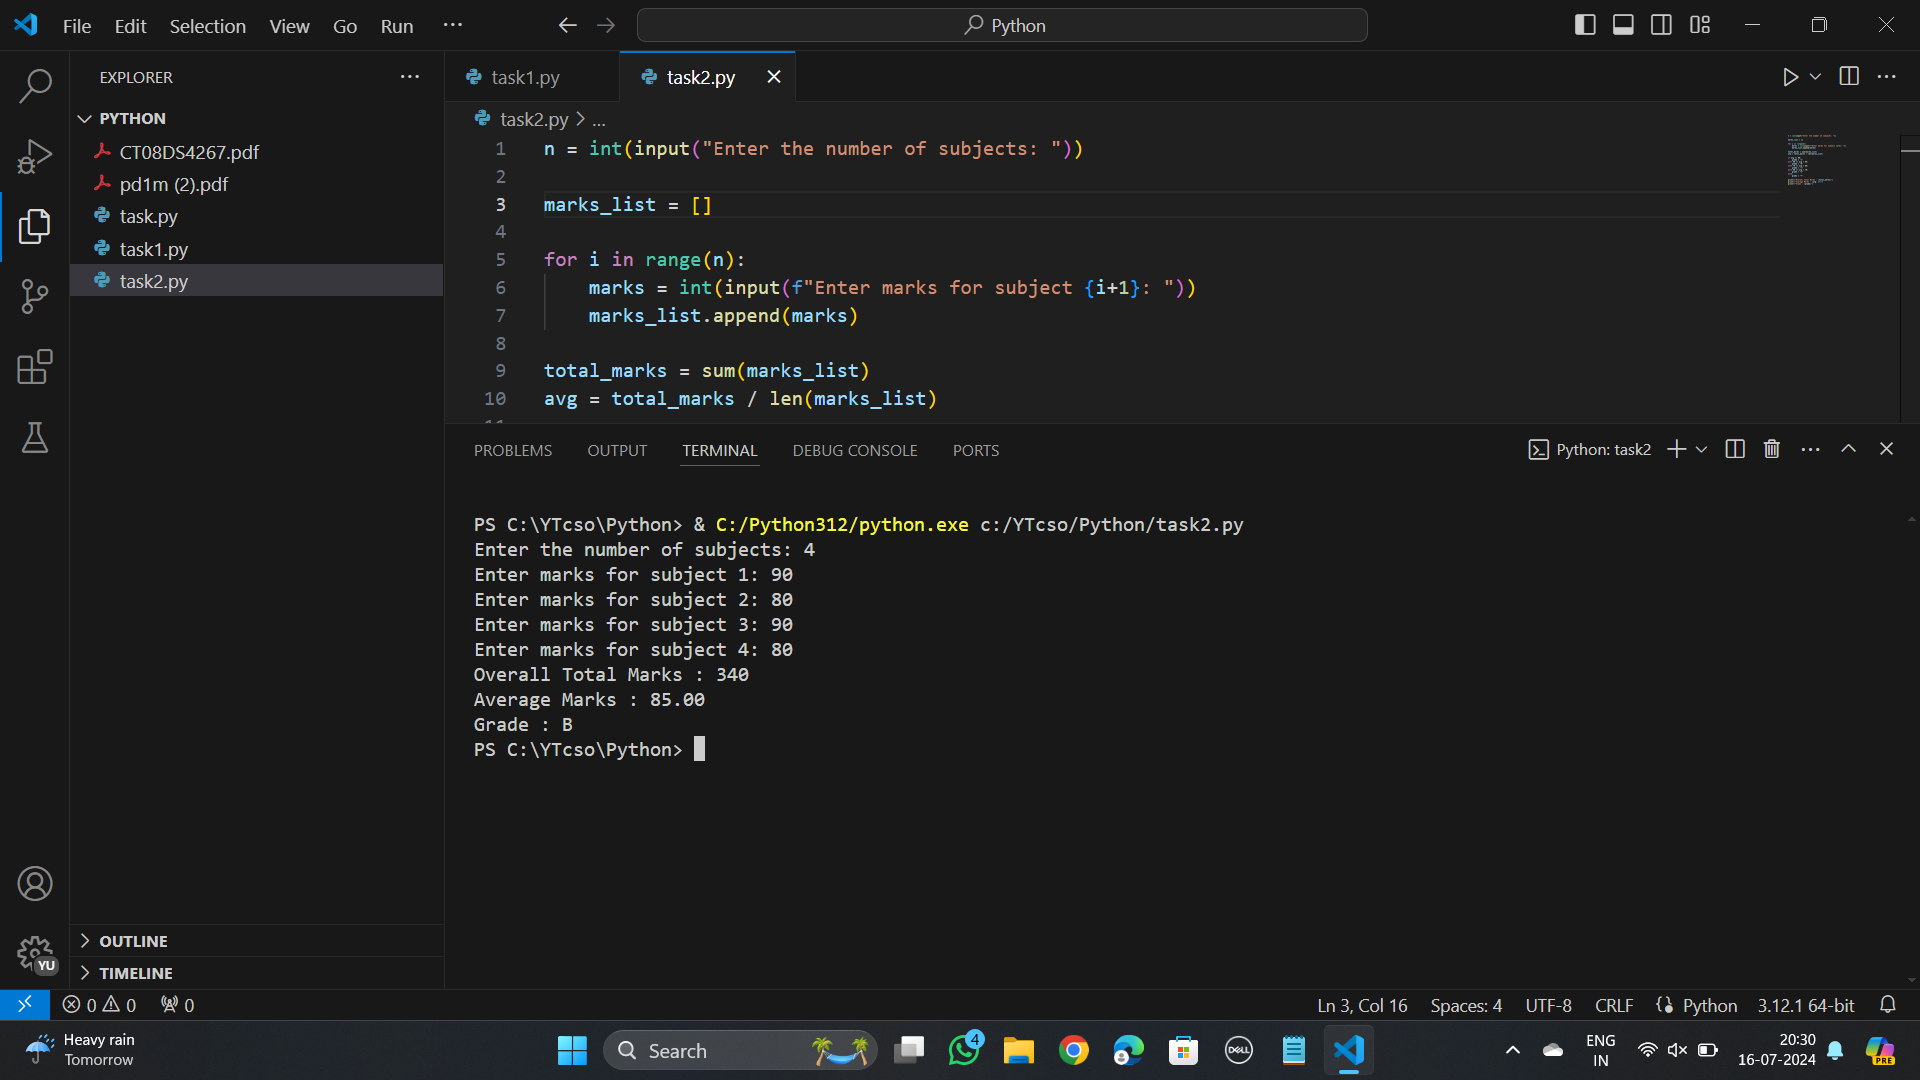 File Edit Selection View Go Run ...
Python
EXPLORER ...
task1.py
task2.py
PYTHON
CT08DS4267.pdf
pd1m (2).pdf
task.py
task1.py
task2.py
task2.py > ...
1 n = int(input("Enter the number of subjects: "))
2
3 marks_list = []
4
5 for i in range(n):
6 marks = int(input(f"Enter marks for subject {i+1}: "))
7 marks_list.append(marks)
8
9 total_marks = sum(marks_list)
10 avg = total_marks / len(marks_list)
PROBLEMS OUTPUT TERMINAL DEBUG CONSOLE PORTS
Python: task2
PS C:\YTcso\Python> & C:/Python312/python.exe c:/YTcso/Python/task2.py
Enter the number of subjects: 4
Enter marks for subject 1: 90
Enter marks for subject 2: 80
Enter marks for subject 3: 90
Enter marks for subject 4: 80
Overall Total Marks : 340
Average Marks : 85.00
Grade : B
PS C:\YTcso\Python>
OUTLINE
TIMELINE
YU
0 0 0
Ln 3, Col 16 Spaces: 4 UTF-8 CRLF Python 3.12.1 64-bit
Heavy rain
Tomorrow
Search
4
DELL
ENG
IN
20:30
16-07-2024
PRE